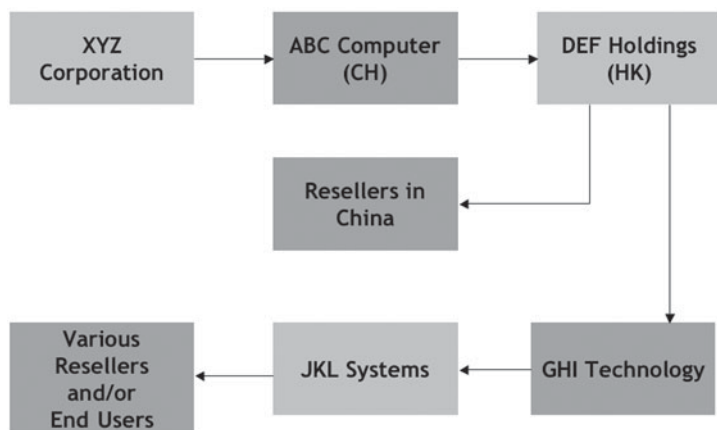 XYZ
Corporation
ABC Computer
(CH)
DEF Holdings
(HK)
Resellers in
China
Various
Resellers
and/or
End Users
JKL Systems
GHI Technology